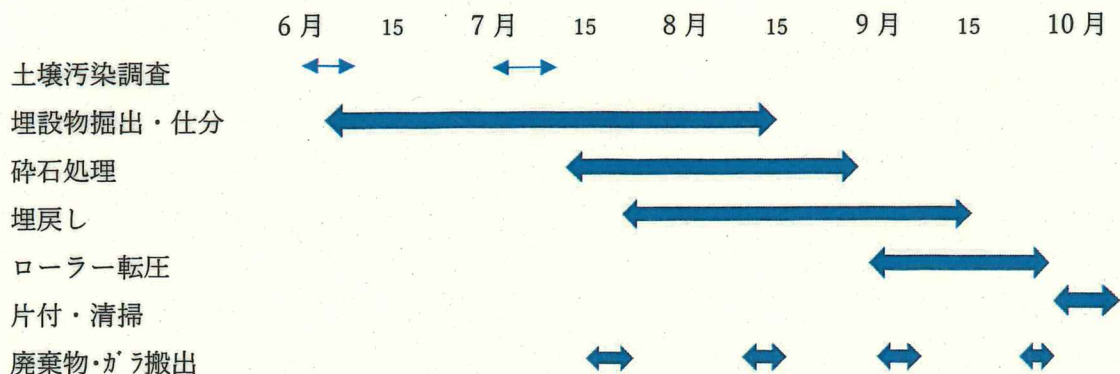 6月 15 7月 15 8月 15 9月 15 10月
土壌汚染調査
埋設物掘出・仕分
砕石処理
埋戻し
ローラー転圧
片付・清掃
廃棄物・ガラ搬出